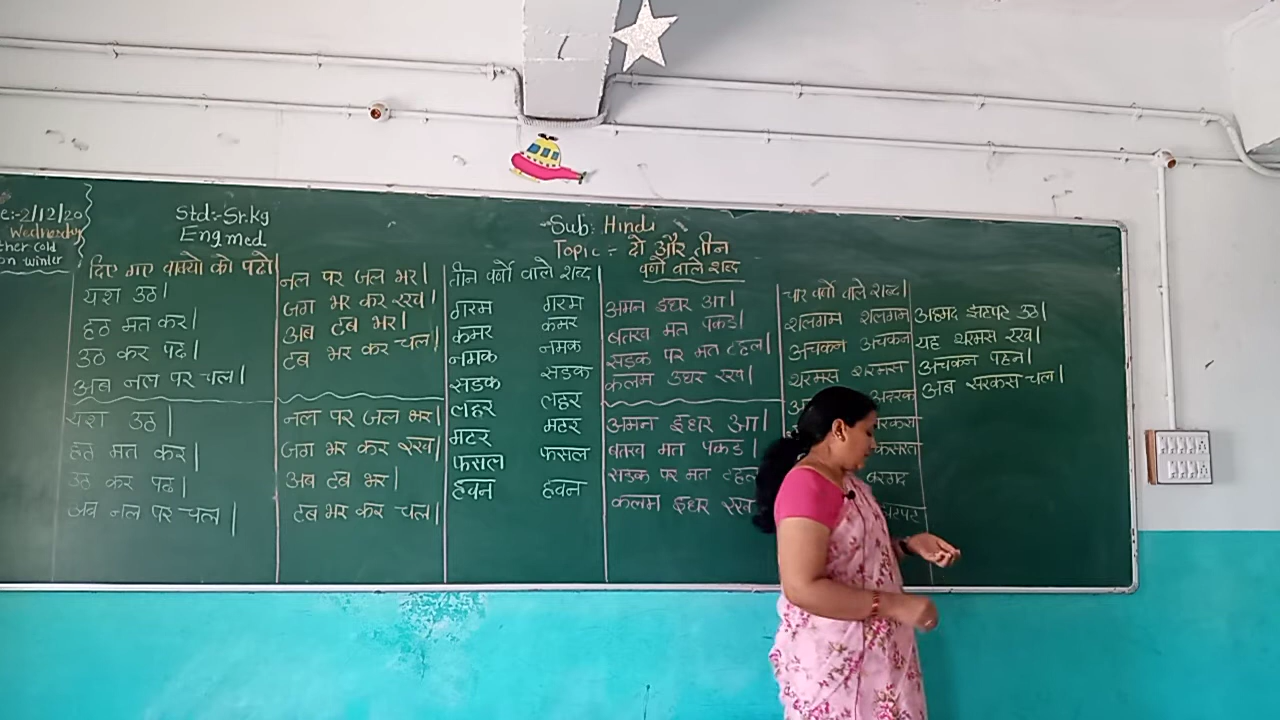 e:-2/12/20
Wednesday
ther cold
on winter
Std:- Sr.kg
Eng med.
Sub: Hindi
Topic :- दो और तीन
वर्णो वाले शब्द
दिए गए वाक्यो को पढो।
यश उठ।
हठ मत कर।
उठ कर पढ।
अब नल पर चल।
यश उठ।
हठ मत कर।
उठ कर पढ।
अब नल पर चल।
नल पर जल भर।
जग भर कर रख।
अब टब भर।
टब भर कर चल।
नल पर जल भर।
जग भर कर रख।
अब टब भर।
टब भर कर चल।
तीन वर्णो वाले शब्द
गरम गरम
कमर कमर
नमक नमक
सडक सडक
लहर लहर
मटर मटर
फसल फसल
हवन हवन
अमन इधर आ।
बतख मत पकड।
सडक पर मत टहल।
कलम उधर रख।
अमन इधर आ।
बतख मत पकड।
सडक पर मत टहल
कलम इधर रख
चार वर्णो वाले शब्द।
शलगम शलगम
अचकन अचकन
थरमस थरमस
अदरक
रकस
कसरत
बरगद
टपट
अहमद झटपट उठ।
यह थरमस रख।
अचकन पहन।
अब सरकस चल।